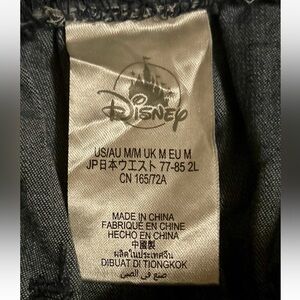 Disney
US/AU M/M UK M EU M
JP日本ウエスト 77-85 2L
CN 165/72A
MADE IN CHINA
FABRIQUÉ EN CHINE
HECHO EN CHINA
中國製
ผลิตในประเทศจีน
DIBUAT DI TIONGKOK
صنع في الصين